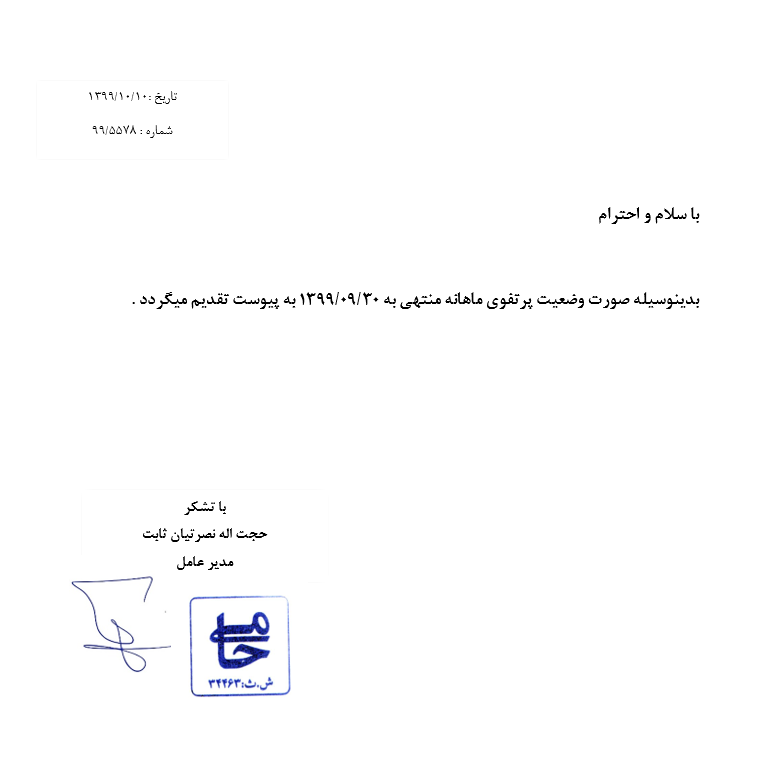 تاریخ :۱۳۹۹/۱۰/۱۰
شماره : ۹۹/۵۵۷۸
با سلام و احترام
بدینوسیله صورت وضعیت پرتفوی ماهانه منتهی به ۱۳۹۹/۰۹/۳۰ به پیوست تقدیم میگردد .
با تشکر
حجت اله نصرتیان ثابت
مدیر عامل
حامی
ش.ث:۳۴۴۶۳